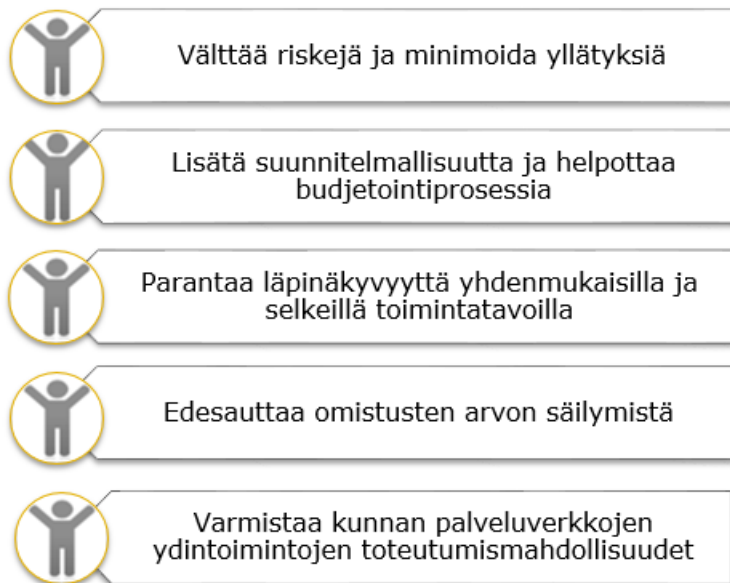 Välttää riskejä ja minimoida yllätyksiä
Lisätä suunnitelmallisuutta ja helpottaa
budjetointiprosessia
Parantaa läpinäkyvyyttä yhdenmukaisilla ja
selkeillä toimintatavoilla
Edesauttaa omistusten arvon säilymistä
Varmistaa kunnan palveluverkkojen
ydintoimintojen toteutumismahdollisuudet